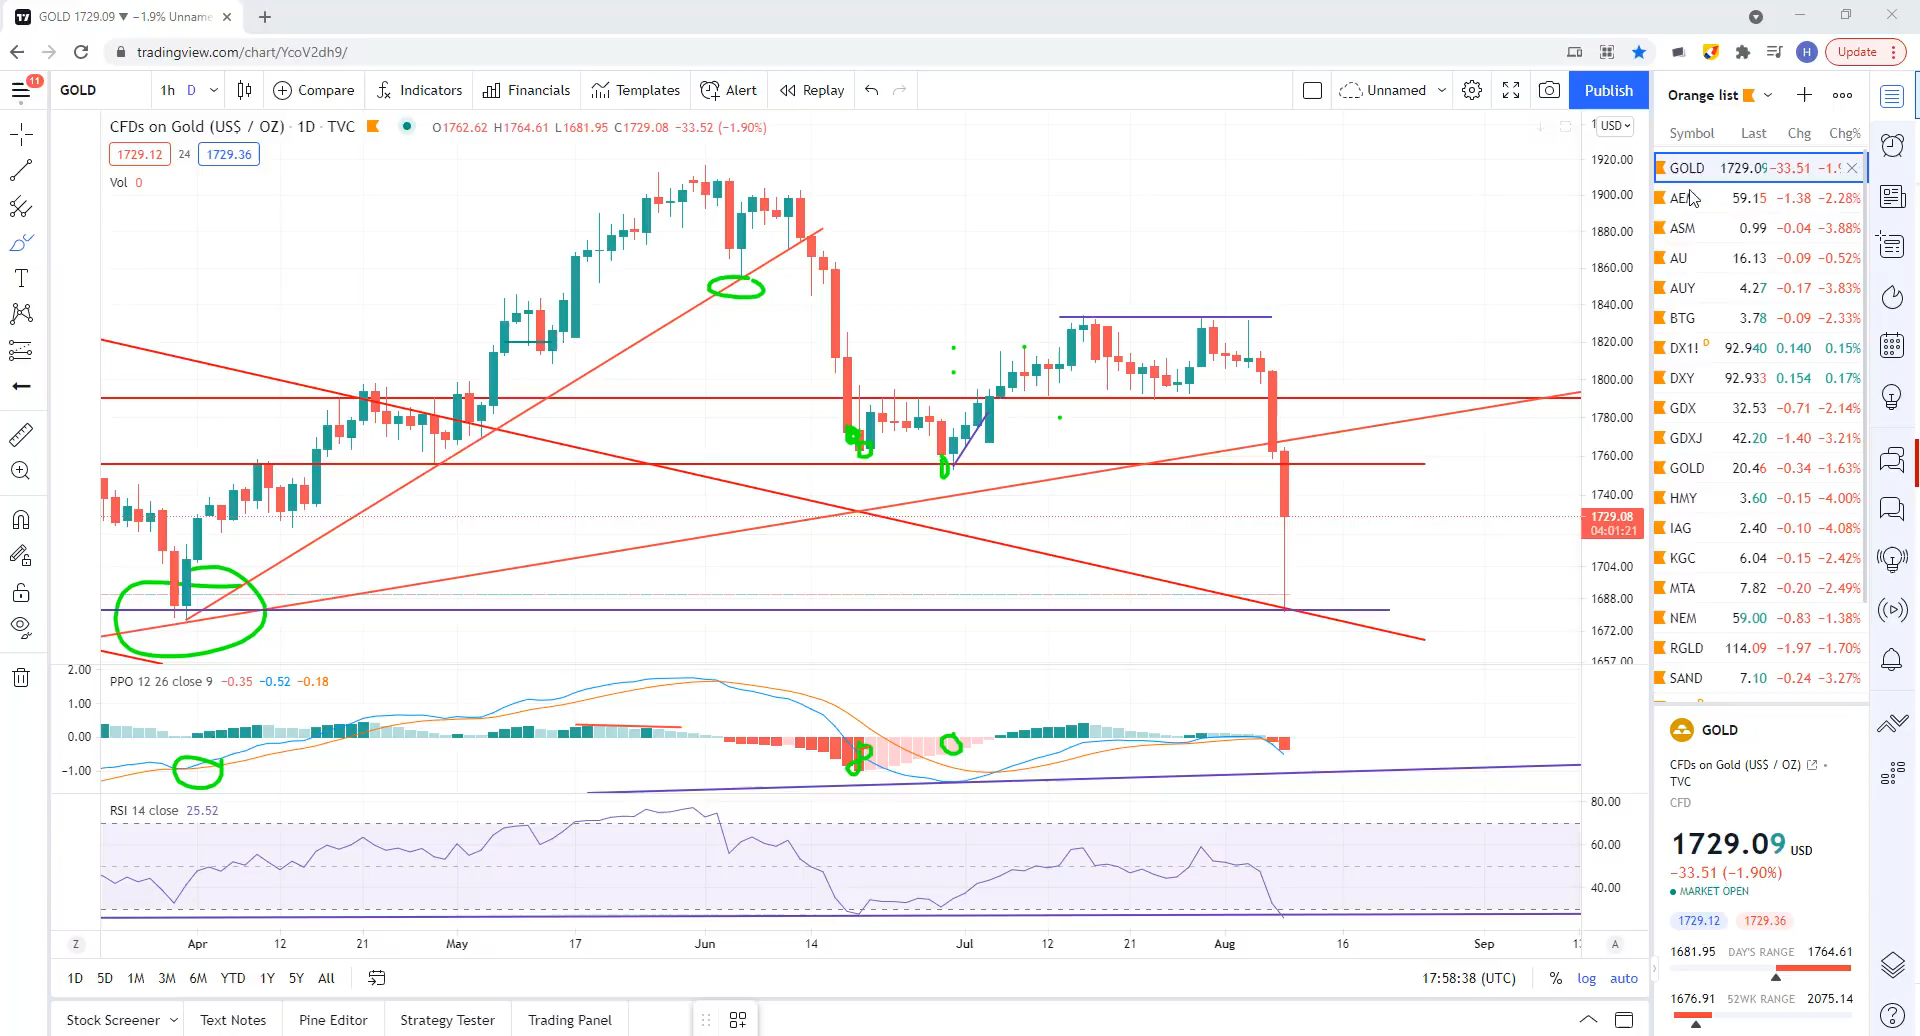 GOLD 1729.09 ▼ −1.9% Unname
tradingview.com/chart/YcoV2dh9/
H
Update
11
GOLD 1h D Compare Indicators Financials Templates Alert Replay Unnamed Publish
CFDs on Gold (US$ / OZ) · 1D · TVC O1762.62 H1764.61 L1681.95 C1729.08 −33.52 (−1.90%)
1729.12 24 1729.36
Vol 0
USD
1920.00
1900.00
1880.00
1860.00
1840.00
1820.00
1800.00
1780.00
1760.00
1740.00
1729.08
04:01:21
1704.00
1688.00
1672.00
1657.00
PPO 12 26 close 9 −0.35 −0.52 −0.18
2.00
1.00
0.00
−1.00
RSI 14 close 25.52
80.00
60.00
40.00
Z Apr 12 21 May 17 Jun 14 Jul 12 21 Aug 16 Sep A
1D 5D 1M 3M 6M YTD 1Y 5Y All 17:58:38 (UTC) % log auto
Stock Screener Text Notes Pine Editor Strategy Tester Trading Panel
Orange list
Symbol Last Chg Chg%
GOLD 1729.09 −33.51 −1.9
AEM 59.15 −1.38 −2.28%
ASM 0.99 −0.04 −3.88%
AU 16.13 −0.09 −0.52%
AUY 4.27 −0.17 −3.83%
BTG 3.78 −0.09 −2.33%
DX1! D 92.940 0.140 0.15%
DXY 92.933 0.154 0.17%
GDX 32.53 −0.71 −2.14%
GDXJ 42.20 −1.40 −3.21%
GOLD 20.46 −0.34 −1.63%
HMY 3.60 −0.15 −4.00%
IAG 2.40 −0.10 −4.08%
KGC 6.04 −0.15 −2.42%
MTA 7.82 −0.20 −2.49%
NEM 59.00 −0.83 −1.38%
RGLD 114.09 −1.97 −1.70%
SAND 7.10 −0.24 −3.27%
GOLD
CFDs on Gold (US$ / OZ) •
TVC
CFD
1729.09 USD
−33.51 (−1.90%)
MARKET OPEN
1729.12 1729.36
1681.95 DAY'S RANGE 1764.61
1676.91 52WK RANGE 2075.14